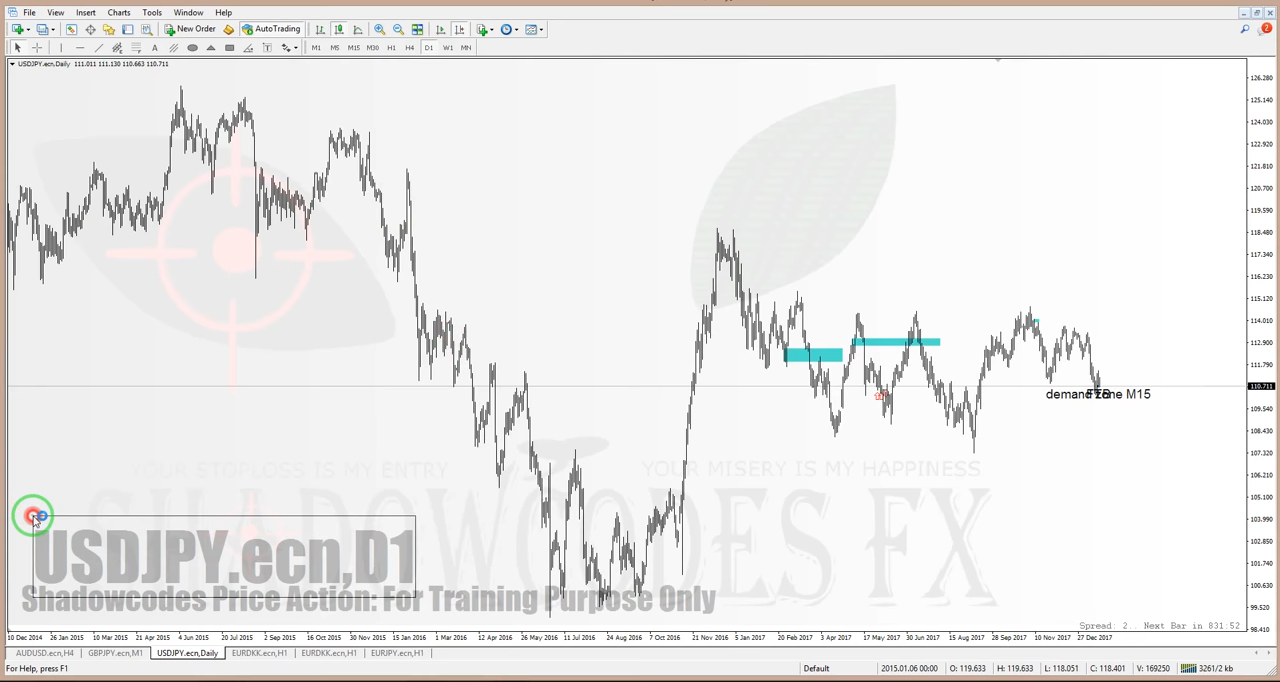 File View Insert Charts Tools Window Help
New Order AutoTrading
2
A T M1 M5 M15 M30 H1 H4 D1 W1 MN
USDJPY.ecn,Daily 111.011 111.130 110.663 110.711
126.280
125.140
124.030
122.920
121.810
120.700
119.590
118.480
117.340
116.230
115.120
114.010
112.900
111.790
110.711
demand zone M15
109.540
108.430
107.320
106.210
105.100
103.990
102.850
101.740
100.630
99.520
98.410
YOUR STOPLOSS IS MY ENTRY YOUR MISERY IS MY HAPPINESS
SHADOWCODES FX
USDJPY.ecn,D1
Shadowcodes Price Action: For Training Purpose Only
Spread: 2.. Next Bar in 831:52
10 Dec 2014 26 Jan 2015 10 Mar 2015 21 Apr 2015 4 Jun 2015 20 Jul 2015 2 Sep 2015 16 Oct 2015 30 Nov 2015 15 Jan 2016 1 Mar 2016 12 Apr 2016 26 May 2016 11 Jul 2016 24 Aug 2016 7 Oct 2016 21 Nov 2016 5 Jan 2017 20 Feb 2017 3 Apr 2017 17 May 2017 30 Jun 2017 15 Aug 2017 28 Sep 2017 10 Nov 2017 27 Dec 2017
AUDUSD.ecn,H4 GBPJPY.ecn,M1 USDJPY.ecn,Daily EURDKK.ecn,H1 EURDKK.ecn,H1 EURJPY.ecn,H1
For Help, press F1 Default 2015.01.06 00:00 O: 119.633 H: 119.633 L: 118.051 C: 118.401 V: 169250 3261/2 kb